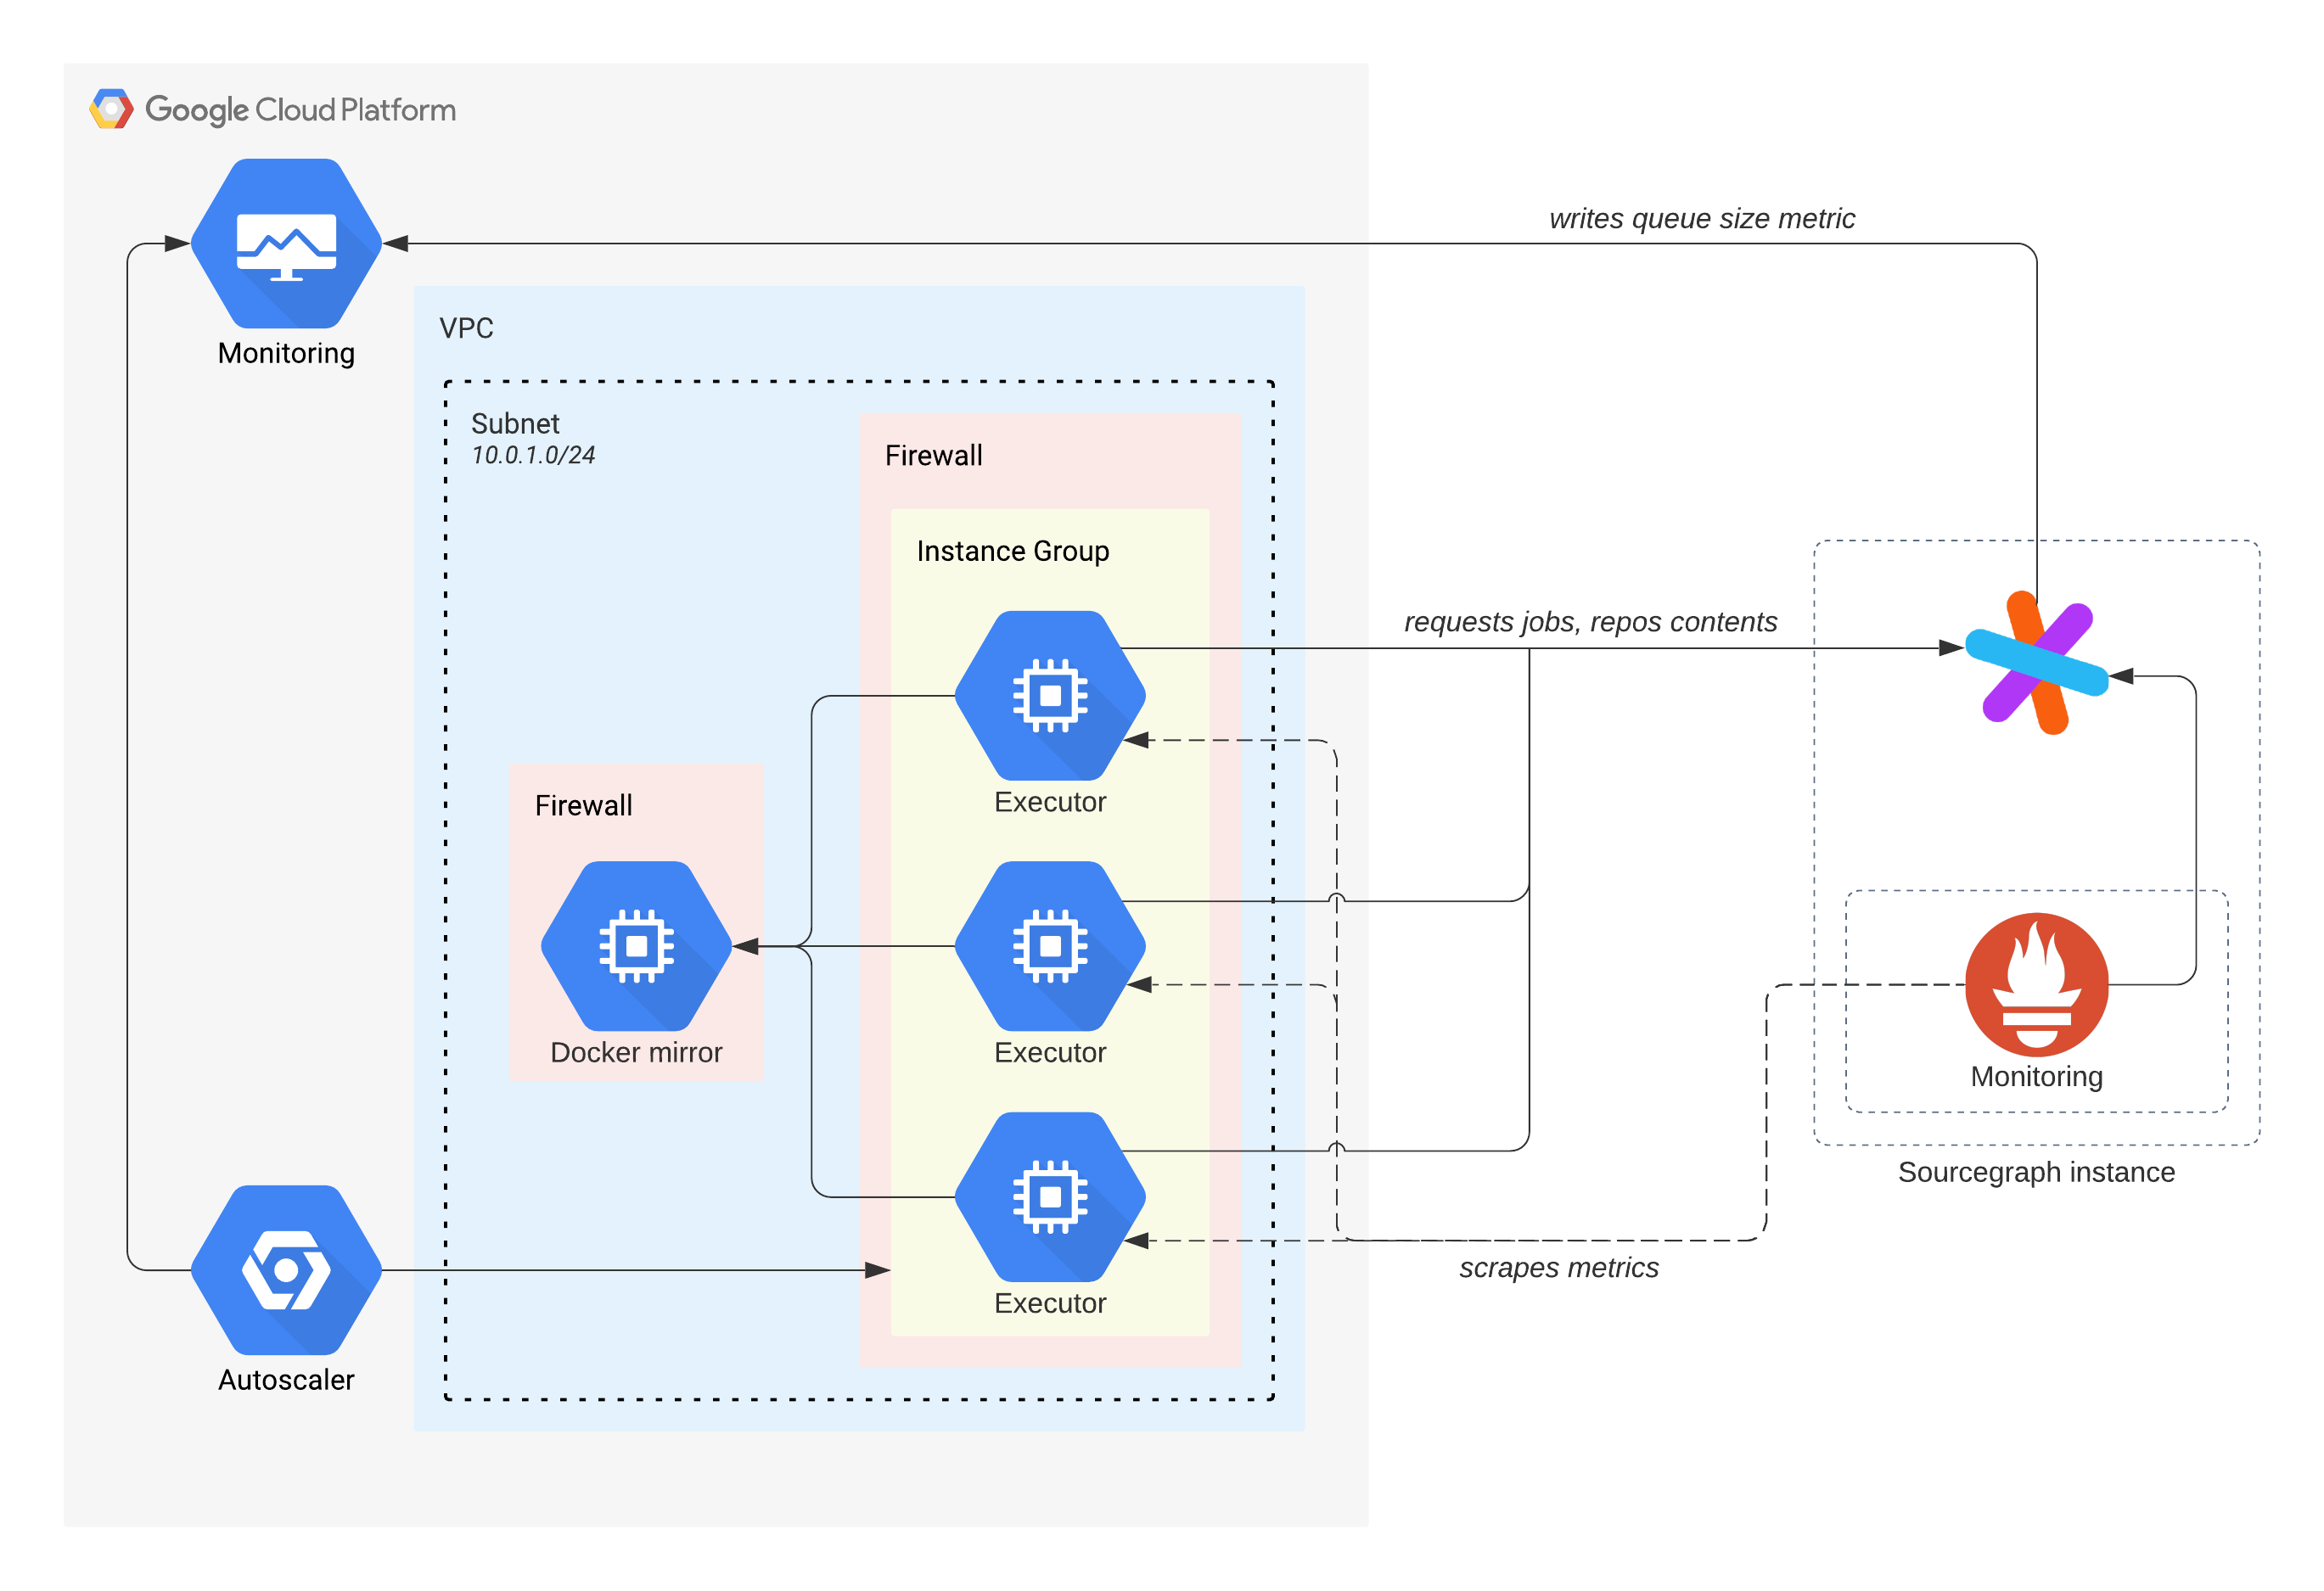 Google Cloud Platform
writes queue size metric
Monitoring
VPC
Subnet
10.0.1.0/24
Firewall
Instance Group
requests jobs, repos contents
Executor
Firewall
Docker mirror
Executor
Monitoring
Sourcegraph instance
scrapes metrics
Executor
Autoscaler